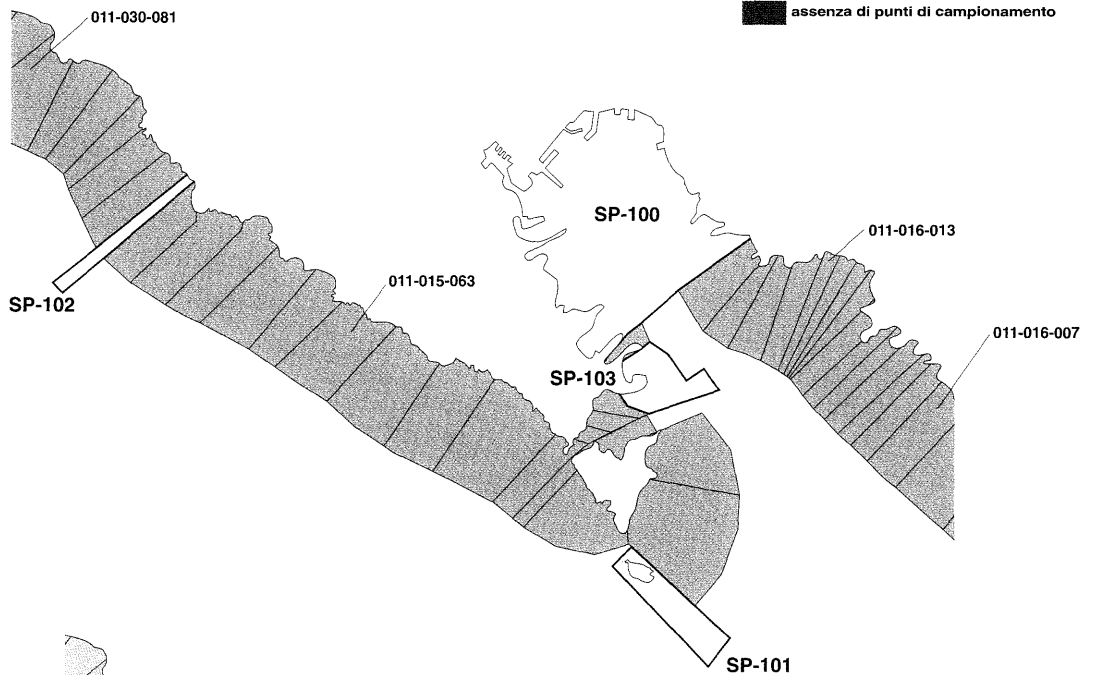 011-030-081
assenza di punti di campionamento
SP-100
011-016-013
SP-102
011-015-063
011-016-007
SP-103
SP-101